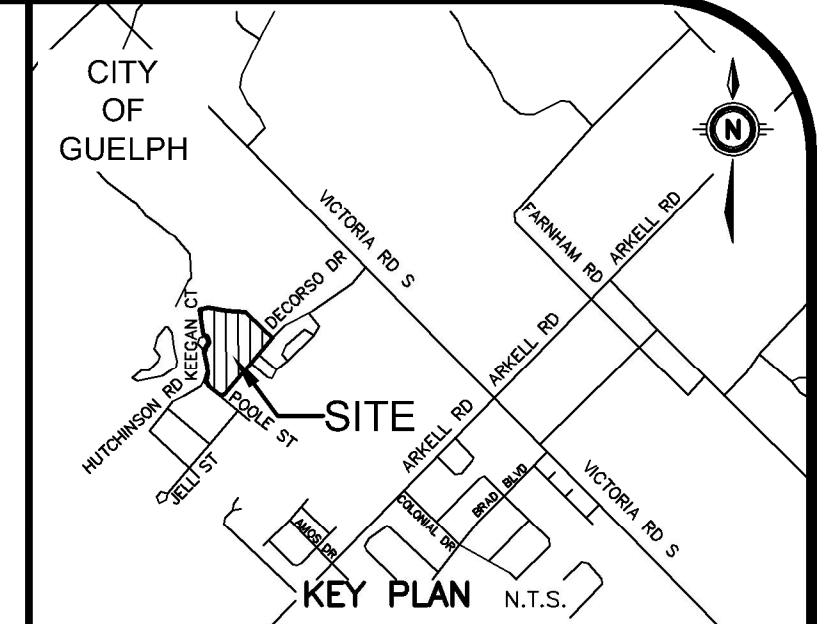 CITY
OF
GUELPH
N
VICTORIA RD S
FARNHAM RD
ARKELL RD
DECORSO DR
KEEGAN CT
ARKELL RD
HUTCHINSON RD
POOLE ST
SITE
ARKELL RD
JELLI ST
COLONIAL DR
BRAD BLVD
VICTORIA RD S
AMOS DR
KEY PLAN N.T.S.